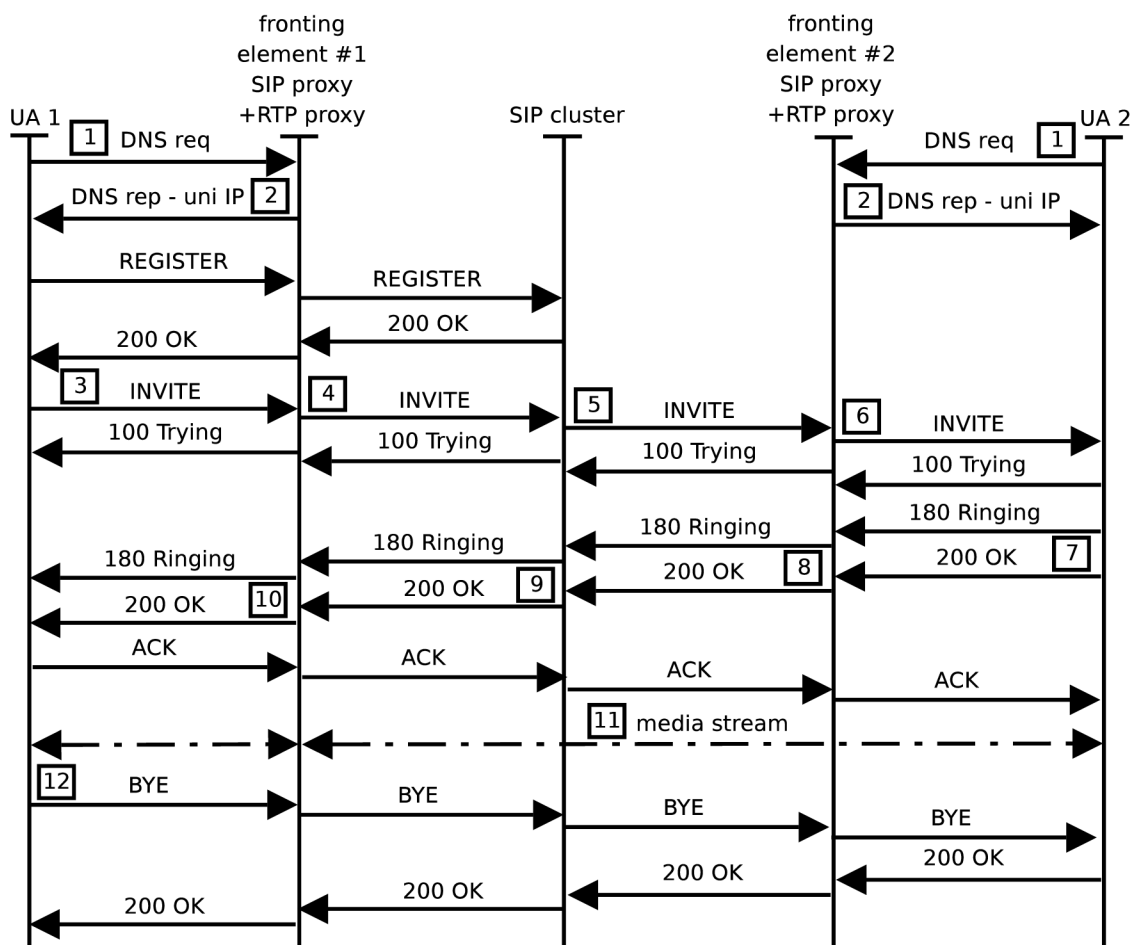 fronting
element #1
SIP proxy
+RTP proxy
fronting
element #2
SIP proxy
+RTP proxy
UA 1
SIP cluster
UA 2
1 DNS req
DNS req 1
DNS rep - uni IP 2
2 DNS rep - uni IP
REGISTER
REGISTER
200 OK
200 OK
3 INVITE
4 INVITE
5 INVITE
6 INVITE
100 Trying
100 Trying
100 Trying
100 Trying
180 Ringing
180 Ringing
180 Ringing
180 Ringing
200 OK 7
200 OK 8
200 OK 9
200 OK 10
ACK
ACK
ACK
ACK
11 media stream
12 BYE
BYE
BYE
BYE
200 OK
200 OK
200 OK
200 OK